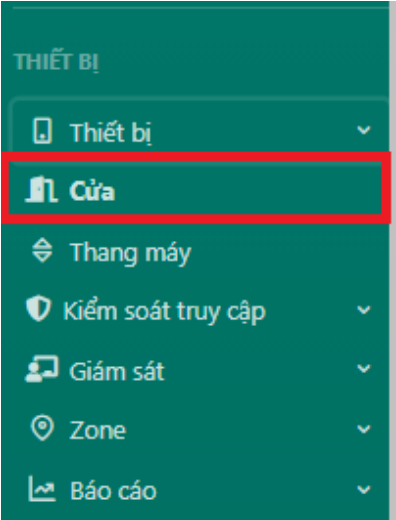 THIẾT BỊ
Thiết bị
Cửa
Thang máy
Kiểm soát truy cập
Giám sát
Zone
Báo cáo